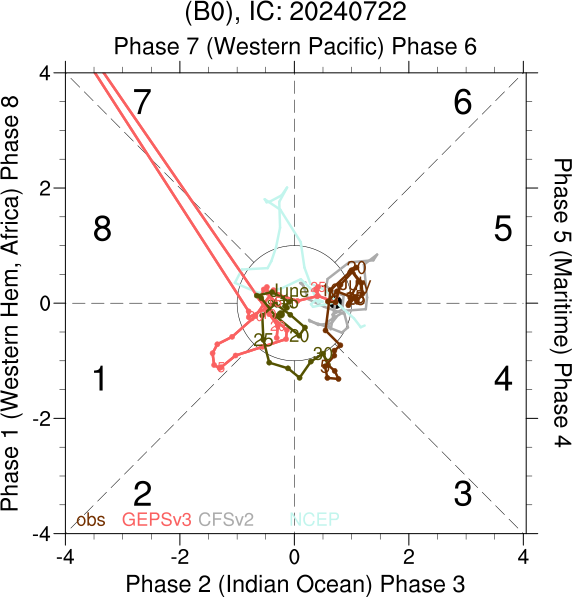 (B0), IC: 20240722
Phase 7 (Western Pacific) Phase 6
Phase 1 (Western Hem, Africa) Phase 8
Phase 5 (Maritime) Phase 4
4
7
6
2
8
5
20
June
25
20
30
0
1
4
-2
2
3
obs GEPSv3 CFSv2 NCEP
-4
-4 -2 0 2 4
Phase 2 (Indian Ocean) Phase 3